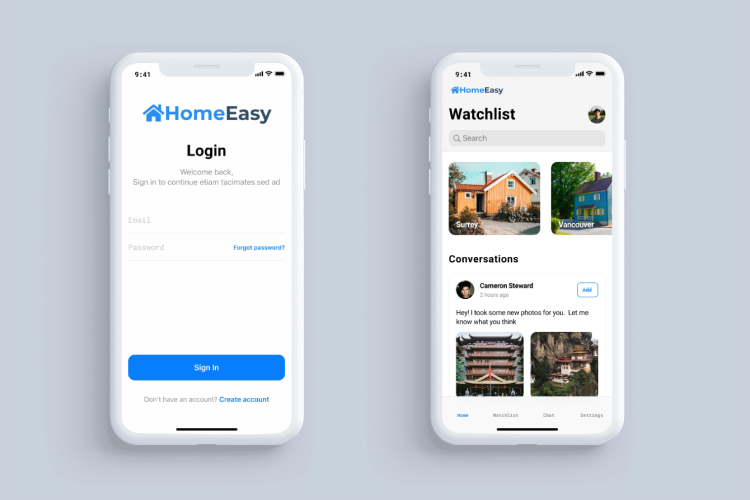 9:41
HomeEasy
Login
Welcome back,
Sign in to continue etiam tacimates sed ad
Email
Password
Forgot password?
Sign In
Don't have an account? Create account
9:41
HomeEasy
Watchlist
Search
Surrey
Vancouver
Conversations
Cameron Steward
2 hours ago
Add
Hey! I took some new photos for you. Let me
know what you think
Home
Watchlist
Chat
Settings